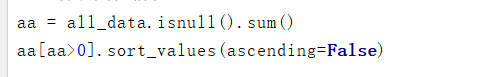 aa = all_data.isnull().sum()
aa[aa>0].sort_values(ascending=False)